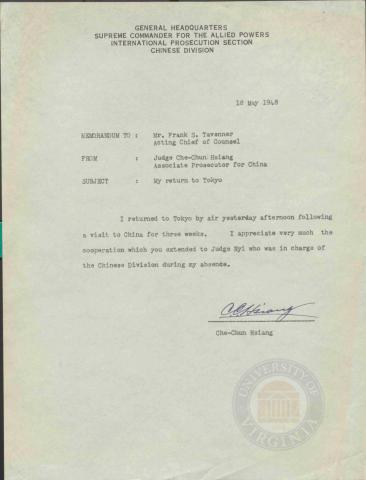 GENERAL HEADQUARTERS
SUPREME COMMANDER FOR THE ALLIED POWERS
INTERNATIONAL PROSECUTION SECTION
CHINESE DIVISION
18 May 1948
MEMORANDUM TO : Mr. Frank S. Tavenner
Acting Chief of Counsel
FROM : Judge Che-Chun Hsiang
Associate Prosecutor for China
SUBJECT : My return to Tokyo
I returned to Tokyo by air yesterday afternoon following
a visit to China for three weeks. I appreciate very much the
cooperation which you extended to Judge Nyi who was in charge of
the Chinese Division during my absence.
CCHsiang
Che-Chun Hsiang
UNIVERSITY OF
VIRGINIA